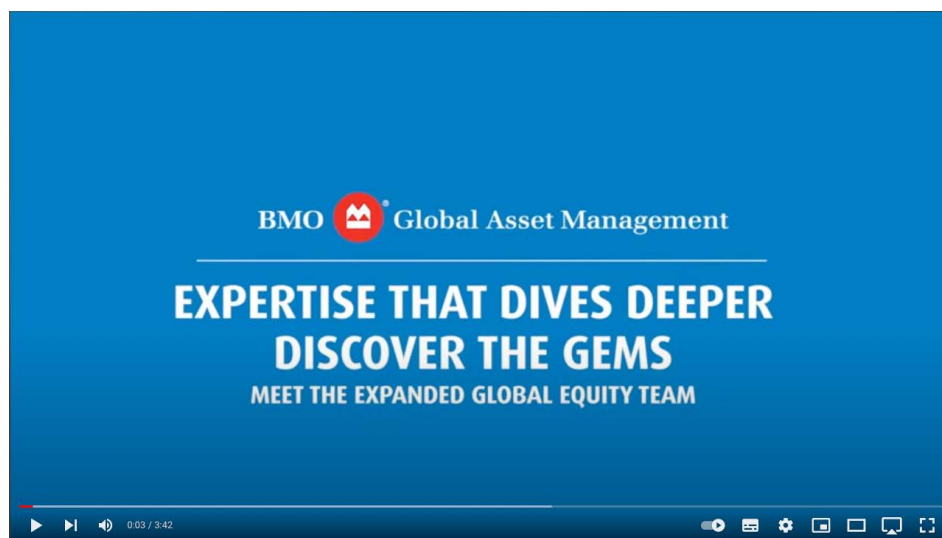 BMO ® Global Asset Management
EXPERTISE THAT DIVES DEEPER
DISCOVER THE GEMS
MEET THE EXPANDED GLOBAL EQUITY TEAM
0:03 / 3:42